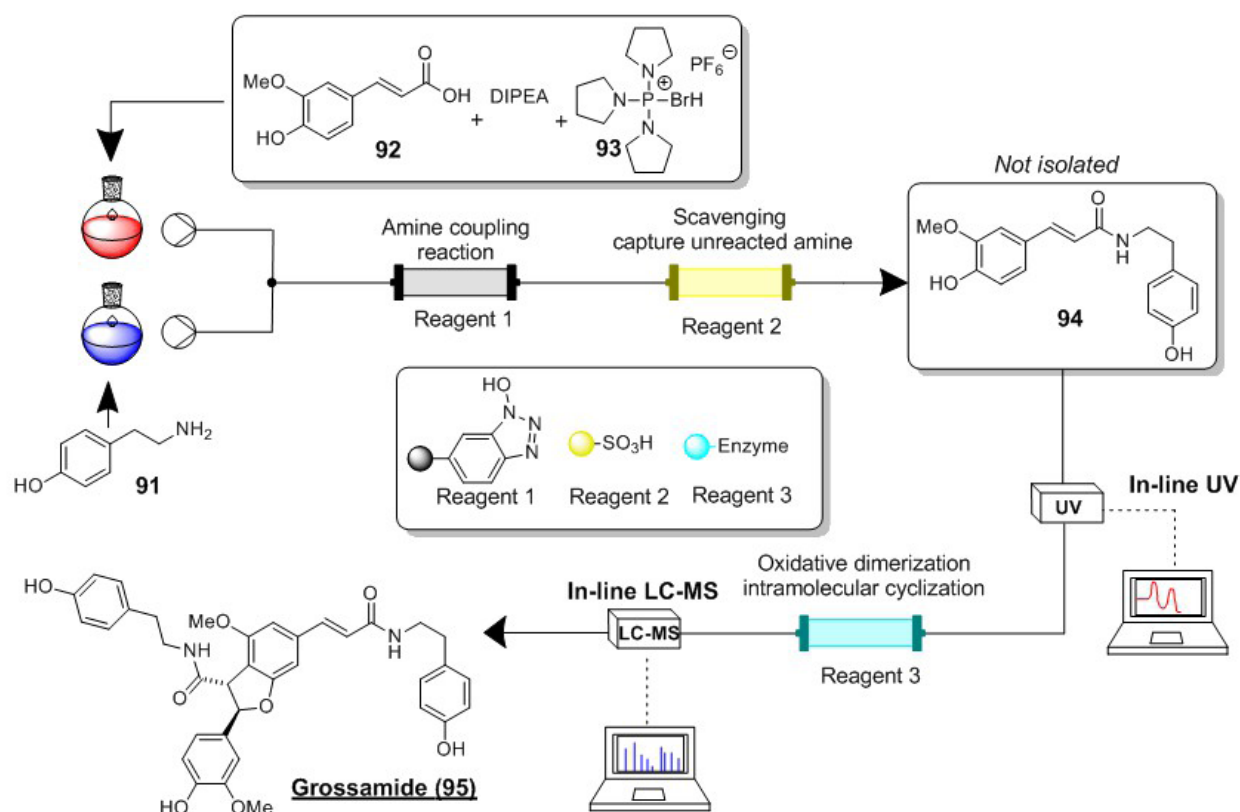 PF6⊖
MeO
O
OH
HO
92
+
DIPEA
+
N
N
P
⊕
BrH
N
93
Not isolated
Amine coupling
reaction
Reagent 1
Scavenging
capture unreacted amine
Reagent 2
O
MeO
N
H
HO
94
OH
NH2
HO
91
HO
N
N
N
Reagent 1
SO3H
Reagent 2
Enzyme
Reagent 3
In-line UV
UV
Oxidative dimerization
intramolecular cyclization
Reagent 3
In-line LC-MS
LC-MS
HO
MeO
O
N
H
NH
O
O
OH
HO
OMe
Grossamide (95)